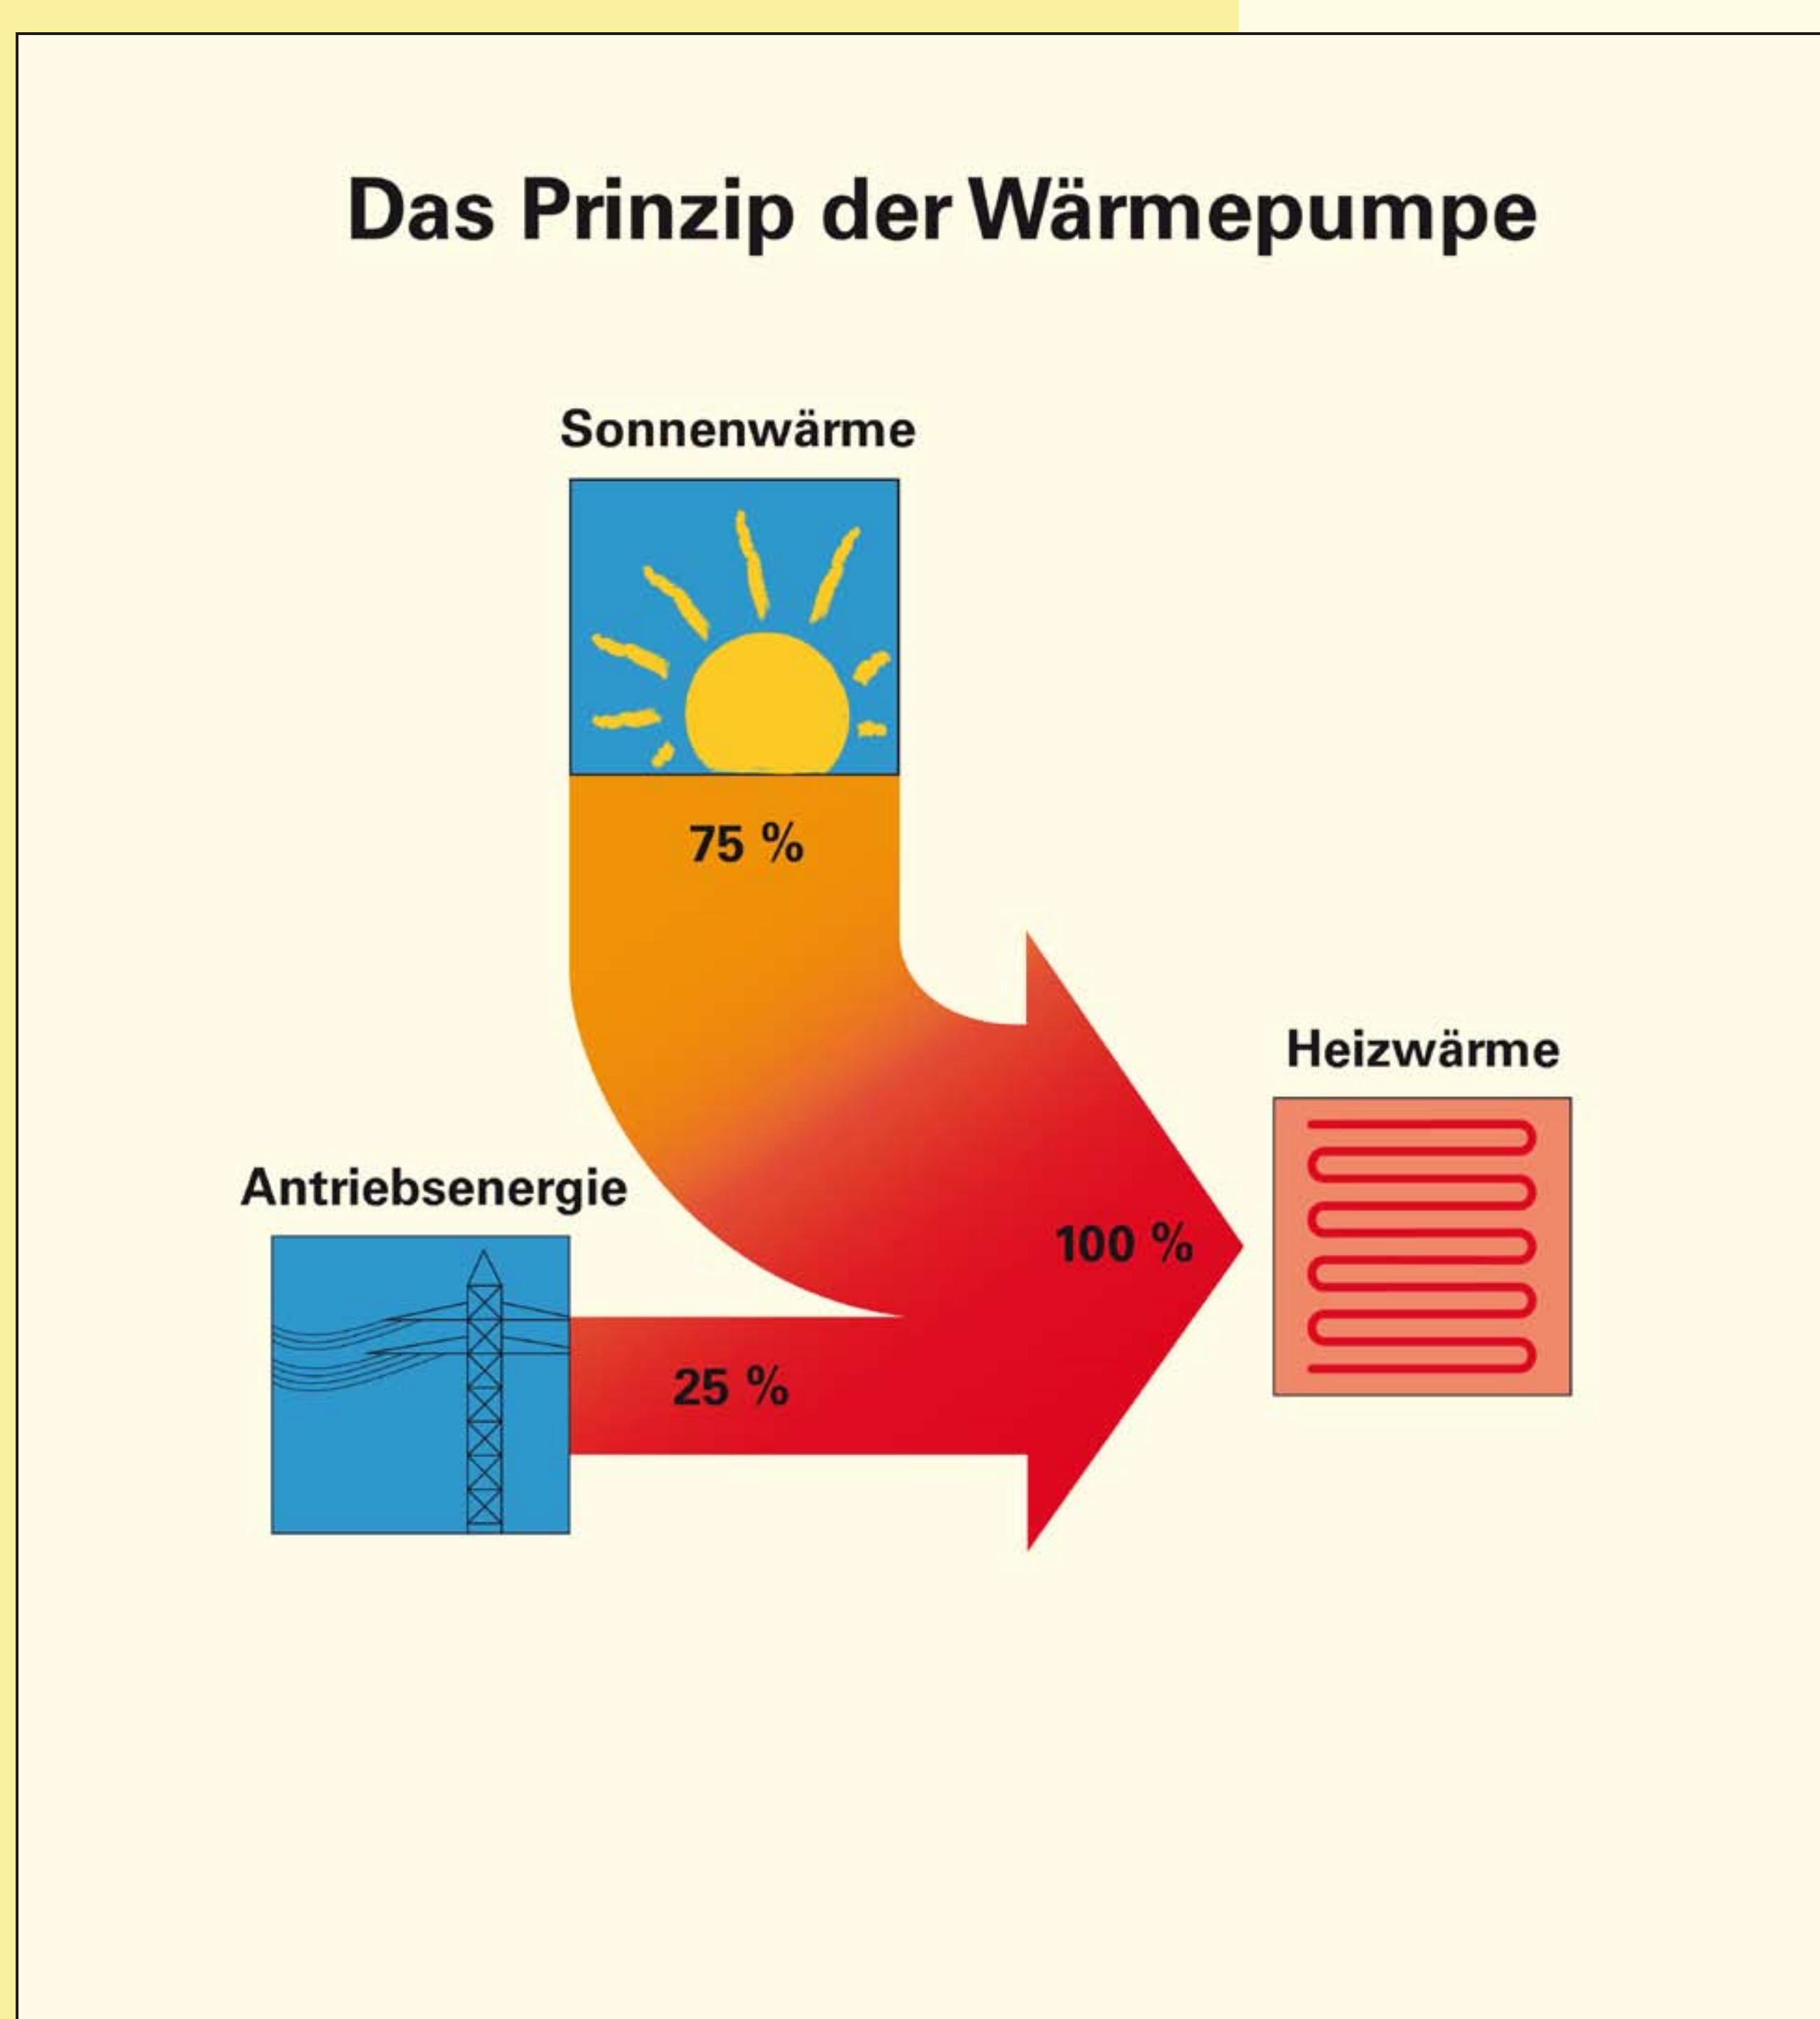 Das Prinzip der Wärmepumpe
Sonnenwärme
75 %
Heizwärme
Antriebsenergie
100 %
25 %